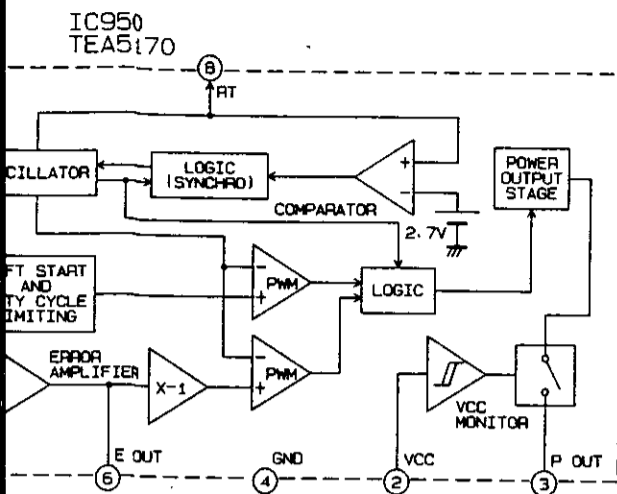 IC950
TEA5170
8
RT
CILLATOR
LOGIC
(SYNCHRO)
+
-
POWER
OUTPUT
STAGE
COMPARATOR
2.7V
FT START
AND
TY CYCLE
IMITING
-
+
PWM
LOGIC
ERROR
AMPLIFIER
X-1
-
+
PWM
VCC
MONITOR
E OUT
GND
VCC
P OUT
6
4
2
3